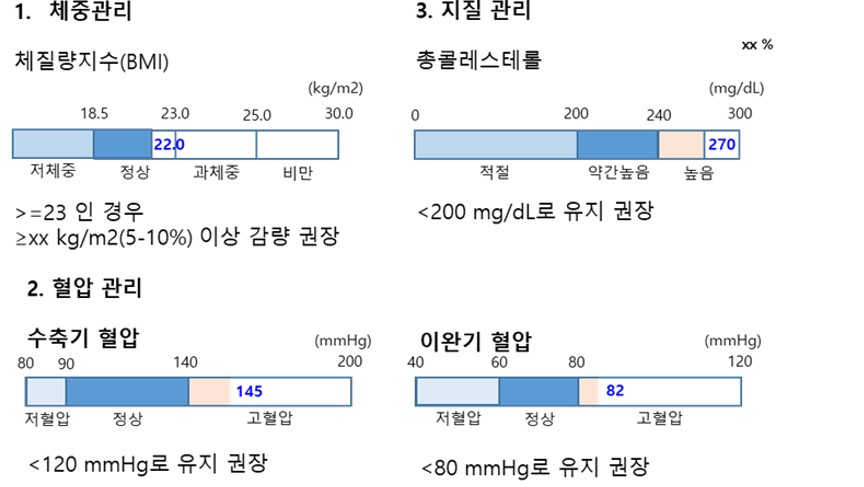 1. 체중관리
체질량지수(BMI)
(kg/m2)
18.5 23.0 25.0 30.0
22.0
저체중 정상 과체중 비만
>=23 인 경우
≥xx kg/m2(5-10%) 이상 감량 권장
3. 지질 관리
xx %
총콜레스테롤
(mg/dL)
0 200 240 300
270
적절 약간높음 높음
<200 mg/dL로 유지 권장
2. 혈압 관리
수축기 혈압
(mmHg)
80 90 140 200
145
저혈압 정상 고혈압
<120 mmHg로 유지 권장
이완기 혈압
(mmHg)
40 60 80 120
82
저혈압 정상 고혈압
<80 mmHg로 유지 권장